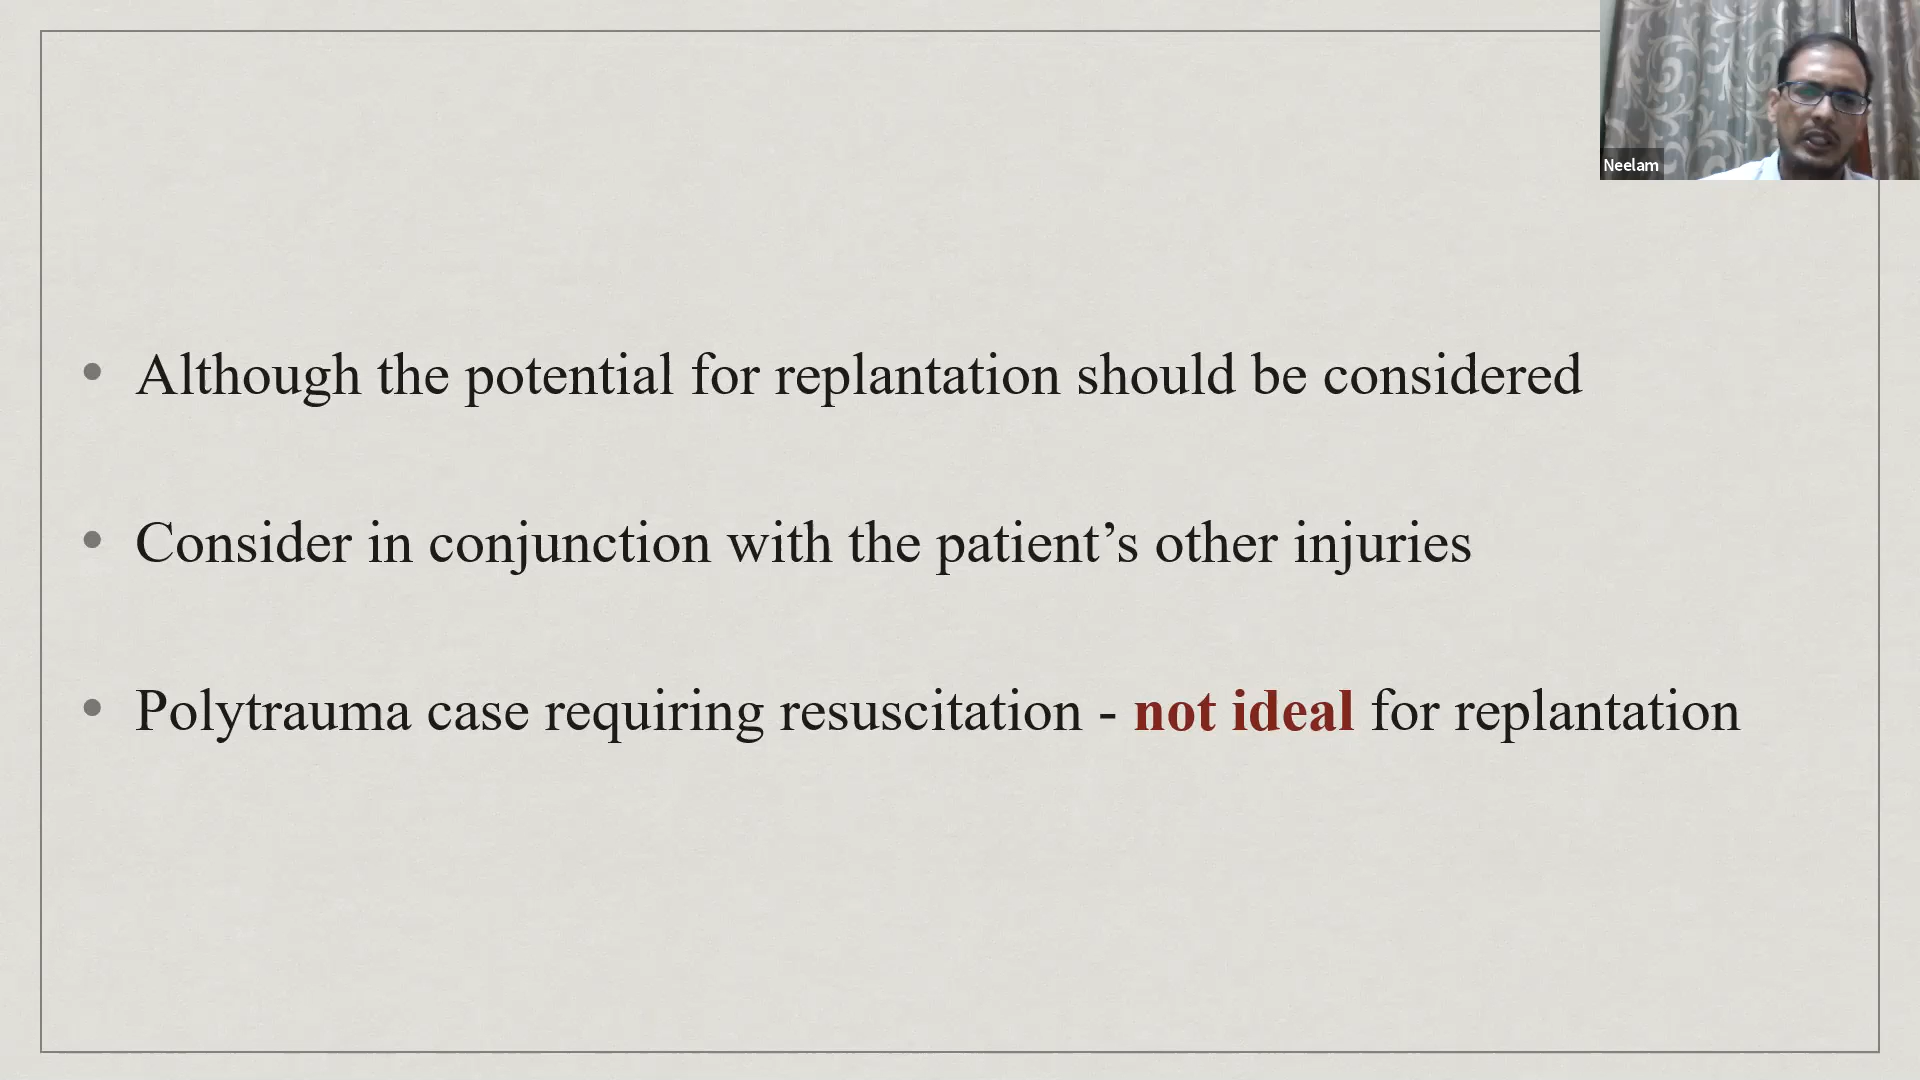 Neelam
• Although the potential for replantation should be considered
• Consider in conjunction with the patient’s other injuries
• Polytrauma case requiring resuscitation - not ideal for replantation